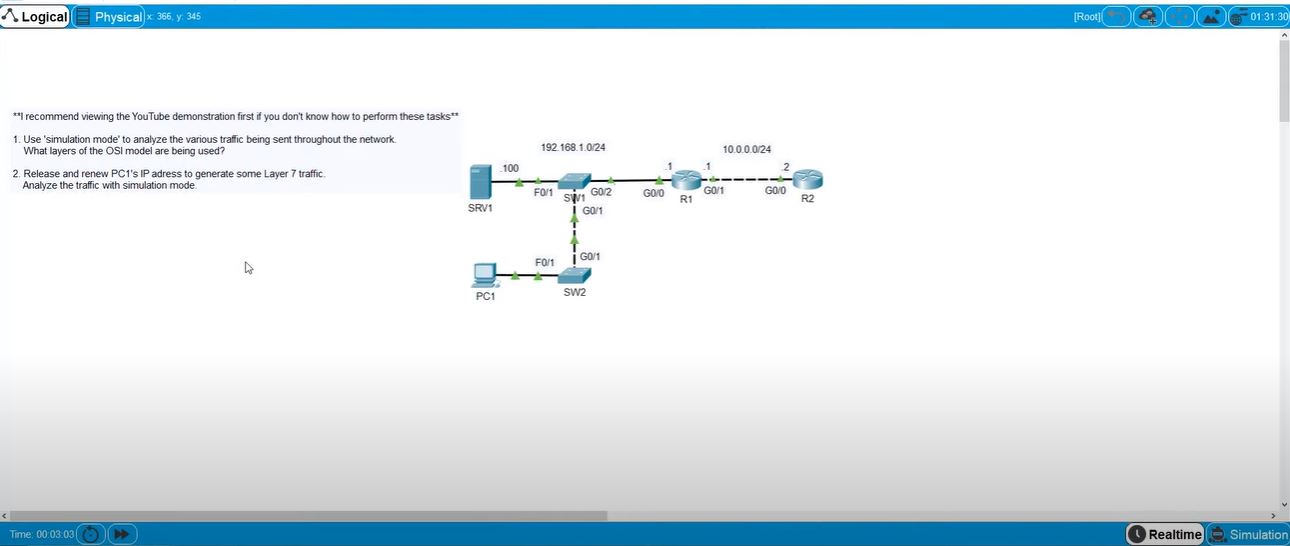 Logical Physical x: 366, y: 345 [Root] 01:31:30
**I recommend viewing the YouTube demonstration first if you don't know how to perform these tasks**
1. Use 'simulation mode' to analyze the various traffic being sent throughout the network.
What layers of the OSI model are being used?
2. Release and renew PC1's IP adress to generate some Layer 7 traffic.
Analyze the traffic with simulation mode.
192.168.1.0/24
10.0.0.0/24
.100
.1
.1
.2
F0/1
SW1
G0/2
G0/0
R1
G0/1
G0/0
R2
SRV1
G0/1
F0/1
G0/1
PC1
SW2
Time: 00:03:03 Realtime Simulation